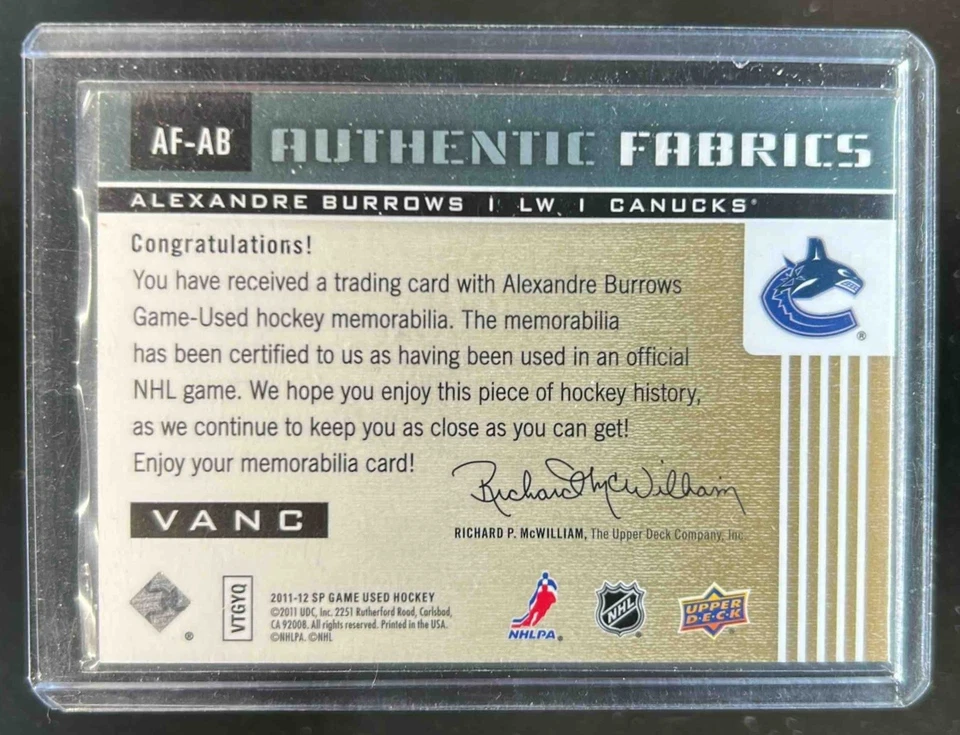 AF-AB AUTHENTIC FABRICS
ALEXANDRE BURROWS | LW | CANUCKS®
Congratulations!
You have received a trading card with Alexandre Burrows
Game-Used hockey memorabilia. The memorabilia
has been certified to us as having been used in an official
NHL game. We hope you enjoy this piece of hockey history,
as we continue to keep you as close as you can get!
Enjoy your memorabilia card!
Richard McWilliam
VANC
RICHARD P. McWILLIAM, The Upper Deck Company, Inc.
VTGYQ
2011-12 SP GAME USED HOCKEY
©2011 UDC, Inc. 2251 Rutherford Road, Carlsbad,
CA 92008. All rights reserved. Printed in the USA.
©NHLPA. ©NHL
®
NHLPA®
NHL
UPPER
D·E·C·K
®